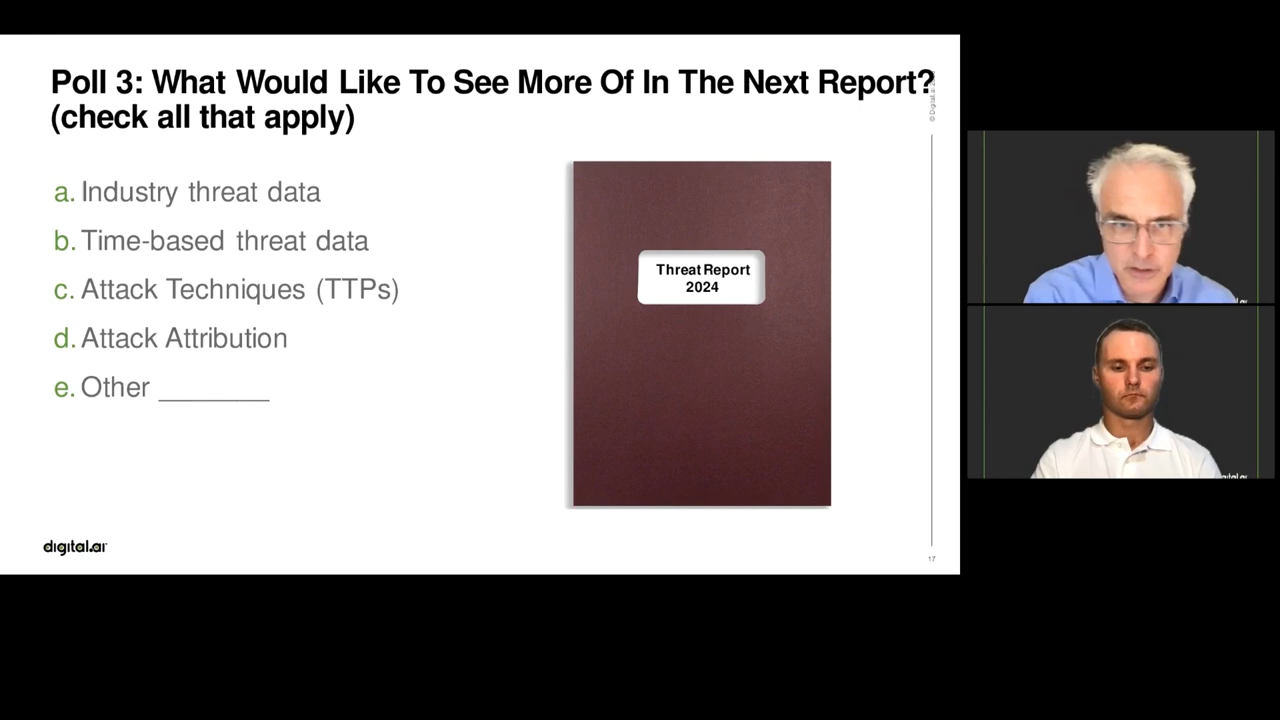 Poll 3: What Would Like To See More Of In The Next Report?
(check all that apply)
a. Industry threat data
b. Time-based threat data
c. Attack Techniques (TTPs)
d. Attack Attribution
e. Other ________
Threat Report
2024
digital.ai
17